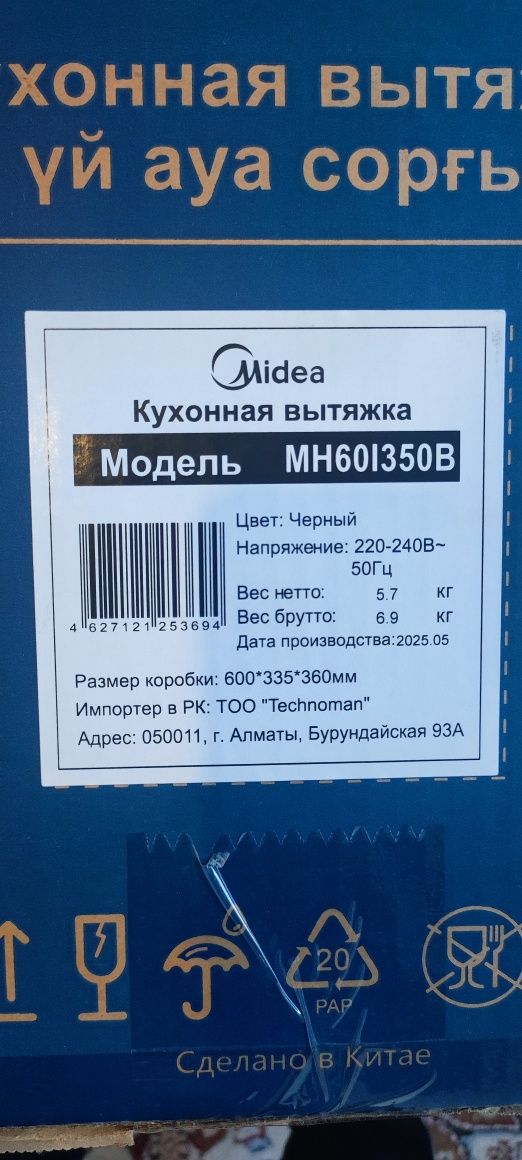 хонная вытя
үй ауа сорғы
Midea
Кухонная вытяжка
Модель MH60I350B
Цвет: Черный
Напряжение: 220-240В~
50Гц
Вес нетто: 5.7 кг
Вес брутто: 6.9 кг
Дата производства:2025.05
4 627121 253694
Размер коробки: 600*335*360мм
Импортер в РК: ТОО "Technoman"
Адрес: 050011, г. Алматы, Бурундайская 93А
20
PAP
Сделано в Китае